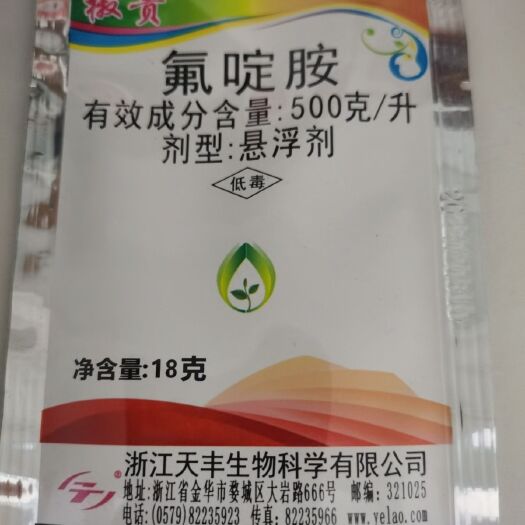 氟啶胺
有效成分含量:500克/升
剂型:悬浮剂
低毒
净含量:18克
浙江天丰生物科学有限公司
地址:浙江省金华市婺城区大岩路666号 邮编:321025
电话:(0579)82235923 传真:82235966 www.yelao.com